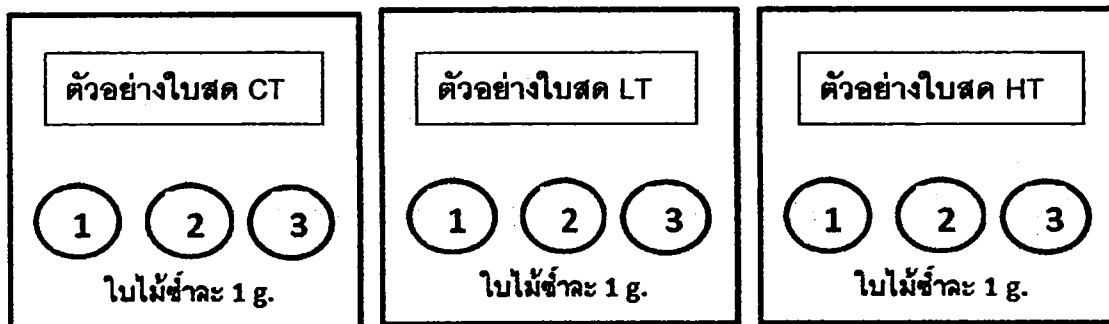 ตัวอย่างใบสด CT
1 2 3
ใบไม้ซ้ำละ 1 g.
ตัวอย่างใบสด LT
1 2 3
ใบไม้ซ้ำละ 1 g.
ตัวอย่างใบสด HT
1 2 3
ใบไม้ซ้ำละ 1 g.